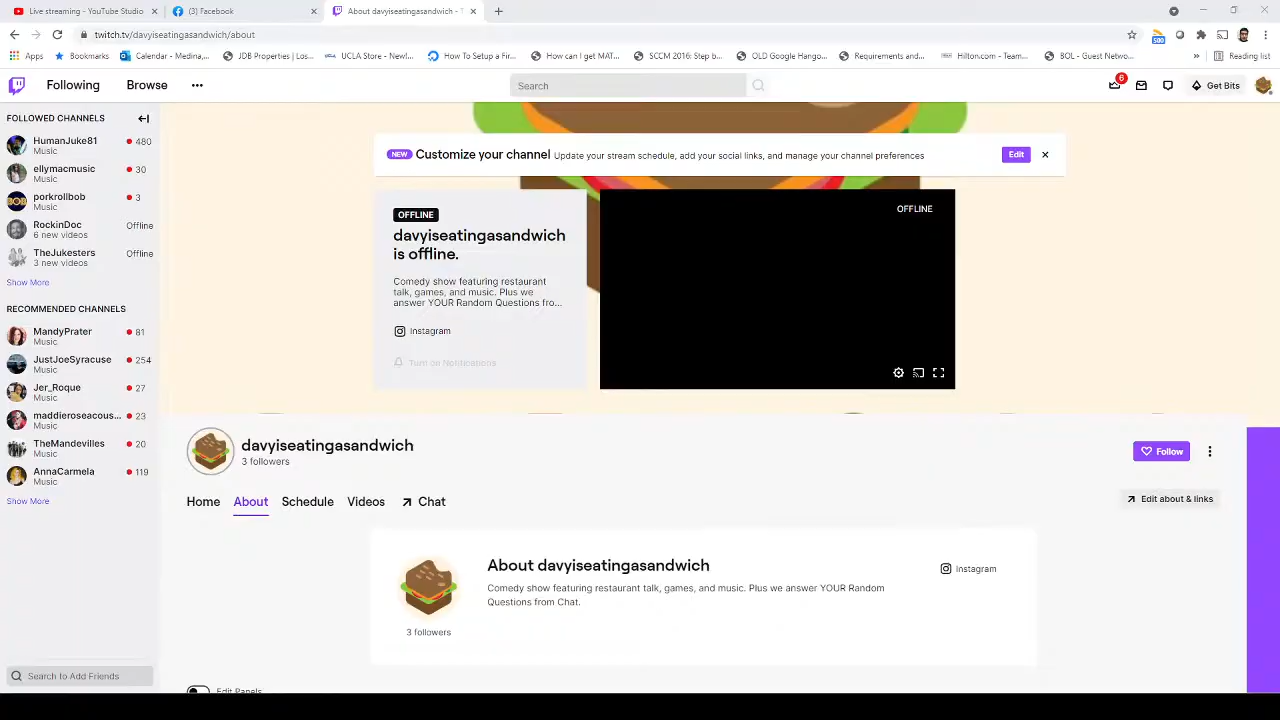 Live streaming - YouTube Studio
(3) Facebook
About davyiseatingasandwich - T
twitch.tv/davyiseatingasandwich/about
500
Apps
Bookmarks
Calendar - Medina,...
JDB Properties | Los...
UCLA Store - New!...
How To Setup a Fir...
How can I get MAT...
SCCM 2016: Step b...
OLD Google Hango...
Requirements and...
Hilton.com - Team...
BOL - Guest Netwo...
»
Reading list
Following
Browse
Search
6
Get Bits
FOLLOWED CHANNELS
HumanJuke81
480
Music
ellymacmusic
30
Music
porkrollbob
3
Music
RockinDoc
Offline
6 new videos
TheJukesters
Offline
3 new videos
Show More
RECOMMENDED CHANNELS
MandyPrater
81
Music
JustJoeSyracuse
254
Music
Jer_Roque
27
Music
maddieroseacous...
23
Music
TheMandevilles
20
Music
AnnaCarmela
119
Music
Show More
Search to Add Friends
NEW Customize your channel Update your stream schedule, add your social links, and manage your channel preferences
Edit
OFFLINE
davyiseatingasandwich
is offline.
Comedy show featuring restaurant
talk, games, and music. Plus we
answer YOUR Random Questions fro...
Instagram
Turn on Notifications
OFFLINE
davyiseatingasandwich
3 followers
Follow
Home
About
Schedule
Videos
Chat
Edit about & links
About davyiseatingasandwich
Comedy show featuring restaurant talk, games, and music. Plus we answer YOUR Random
Questions from Chat.
Instagram
3 followers
Edit Panels